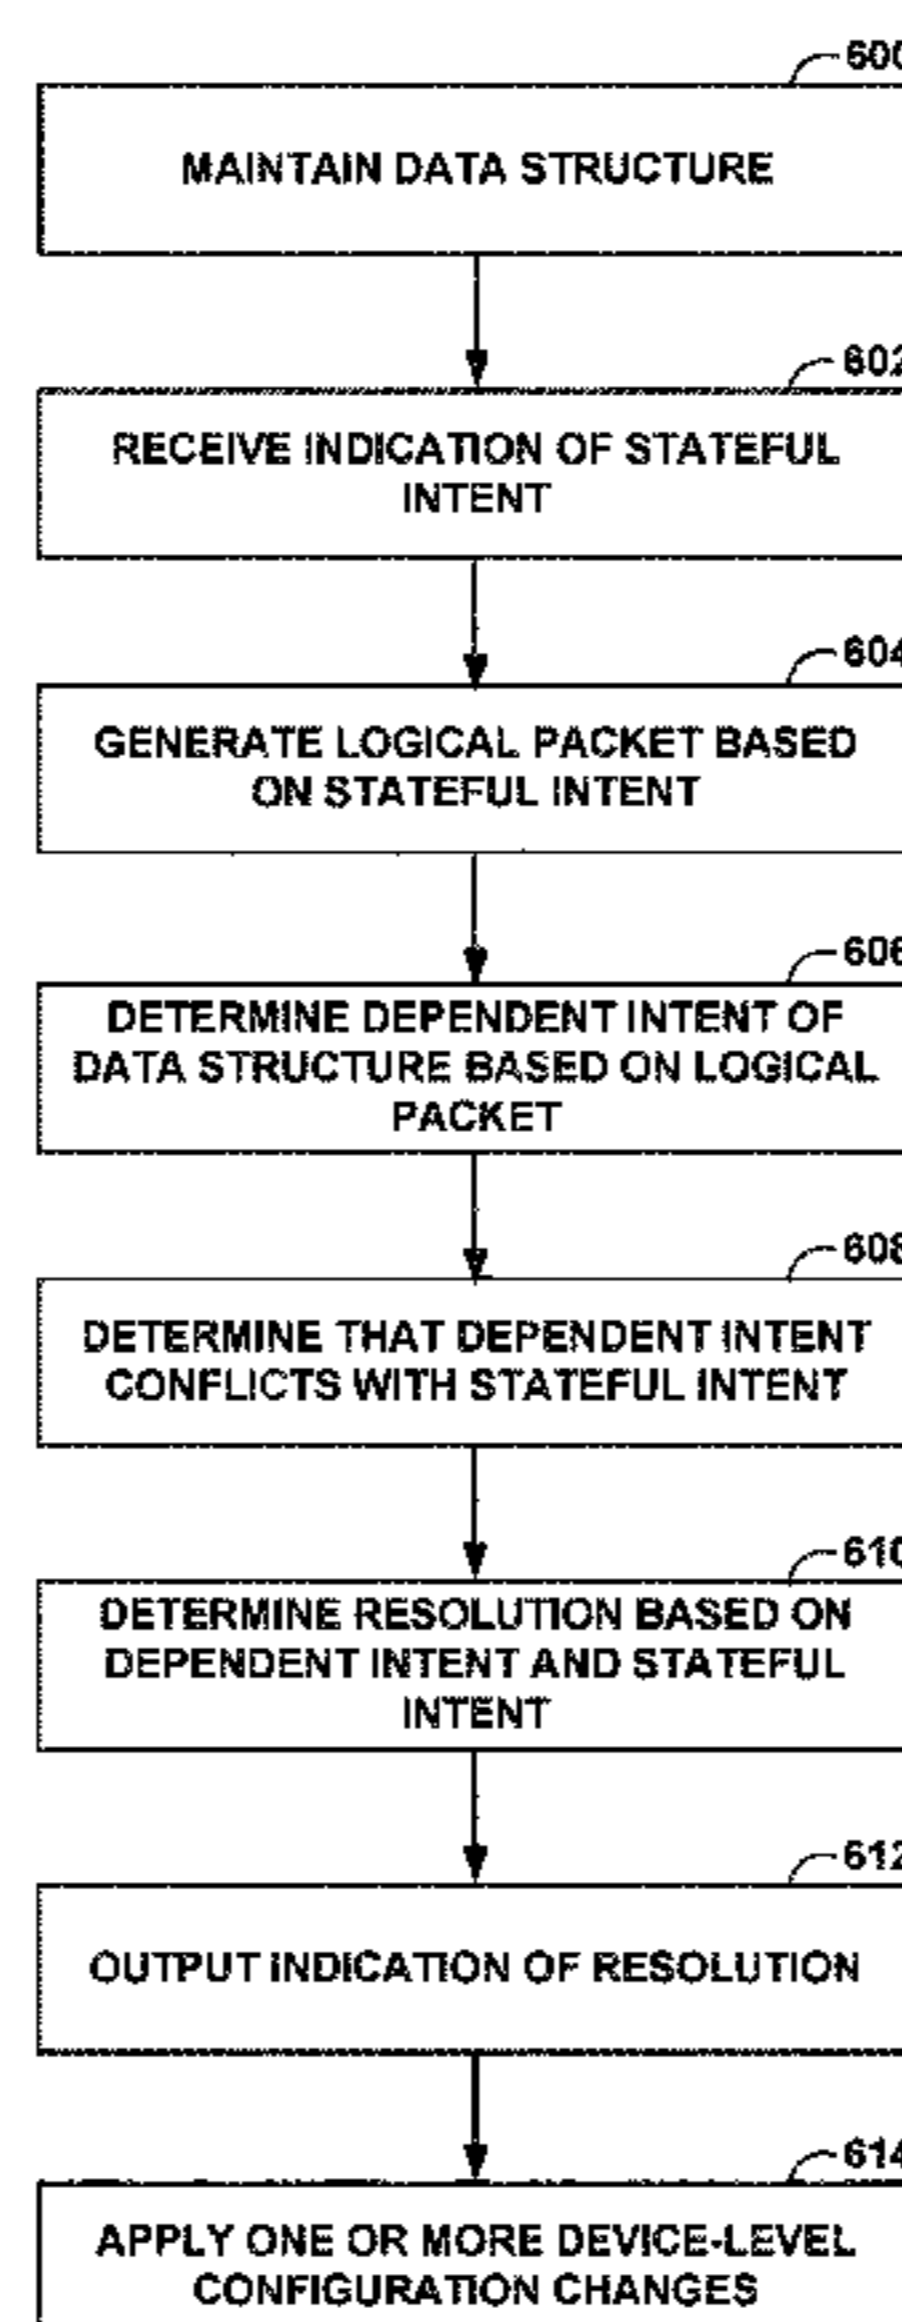 600
MAINTAIN DATA STRUCTURE
602
RECEIVE INDICATION OF STATEFUL
INTENT
604
GENERATE LOGICAL PACKET BASED
ON STATEFUL INTENT
606
DETERMINE DEPENDENT INTENT OF
DATA STRUCTURE BASED ON LOGICAL
PACKET
608
DETERMINE THAT DEPENDENT INTENT
CONFLICTS WITH STATEFUL INTENT
610
DETERMINE RESOLUTION BASED ON
DEPENDENT INTENT AND STATEFUL
INTENT
612
OUTPUT INDICATION OF RESOLUTION
614
APPLY ONE OR MORE DEVICE-LEVEL
CONFIGURATION CHANGES